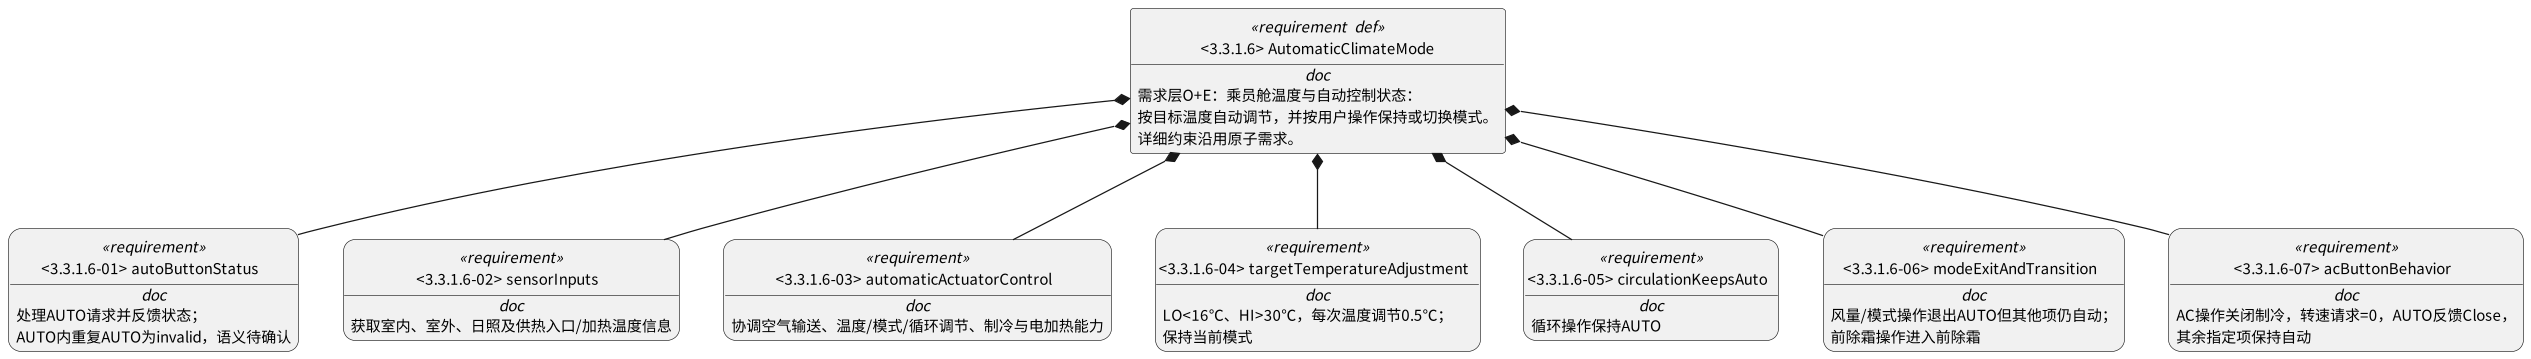 «requirement def»
<3.3.1.6> AutomaticClimateMode
doc
需求层O+E：乘员舱温度与自动控制状态：
按目标温度自动调节，并按用户操作保持或切换模式。
详细约束沿用原子需求。
«requirement»
<3.3.1.6-01> autoButtonStatus
doc
处理AUTO请求并反馈状态；
AUTO内重复AUTO为invalid，语义待确认
«requirement»
<3.3.1.6-02> sensorInputs
doc
获取室内、室外、日照及供热入口/加热温度信息
«requirement»
<3.3.1.6-03> automaticActuatorControl
doc
协调空气输送、温度/模式/循环调节、制冷与电加热能力
«requirement»
<3.3.1.6-04> targetTemperatureAdjustment
doc
LO<16℃、HI>30℃，每次温度调节0.5℃；
保持当前模式
«requirement»
<3.3.1.6-05> circulationKeepsAuto
doc
循环操作保持AUTO
«requirement»
<3.3.1.6-06> modeExitAndTransition
doc
风量/模式操作退出AUTO但其他项仍自动；
前除霜操作进入前除霜
«requirement»
<3.3.1.6-07> acButtonBehavior
doc
AC操作关闭制冷，转速请求=0，AUTO反馈Close，
其余指定项保持自动